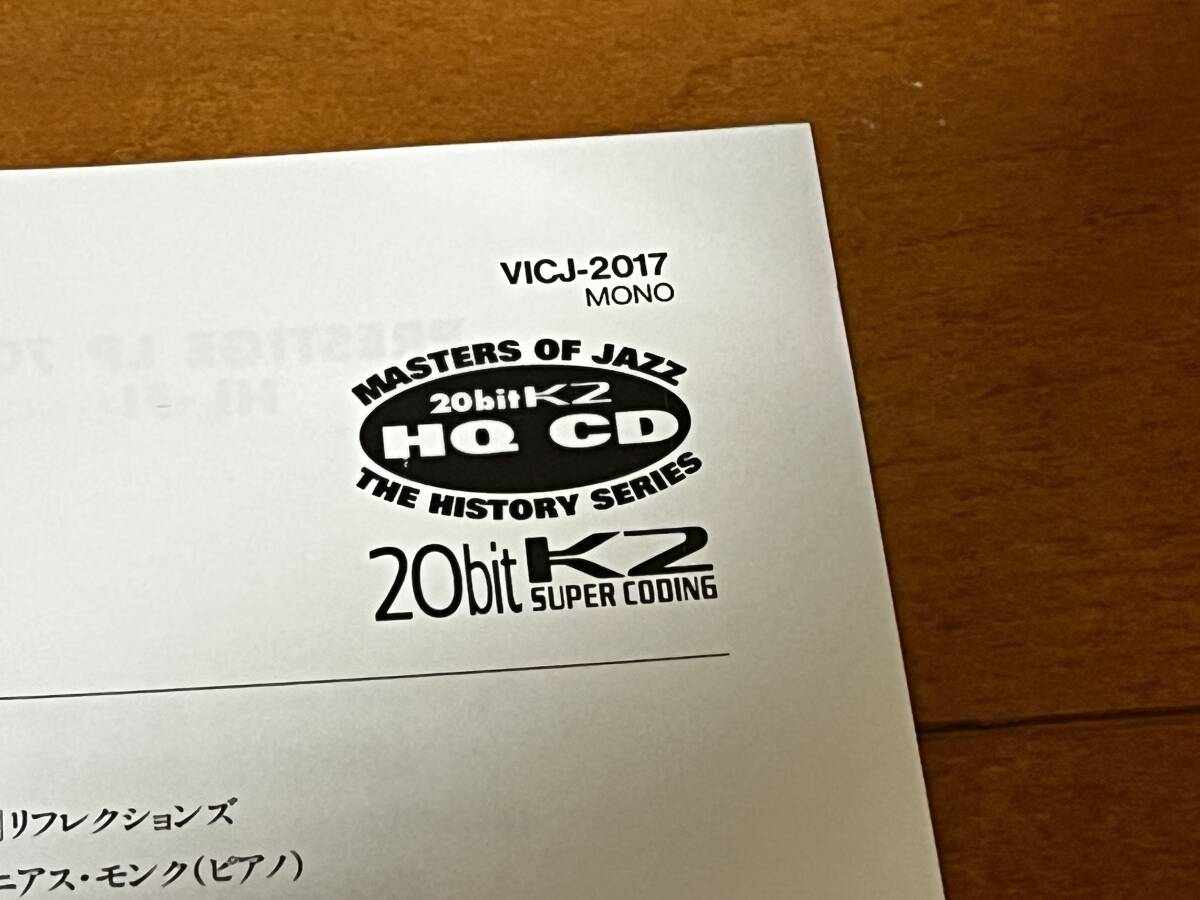 VICJ-2017
MONO
MASTERS OF JAZZ
20bit K2
HQ CD
THE HISTORY SERIES
20bit K2
SUPER CODING
リフレクションズ
ニアス・モンク(ピアノ)